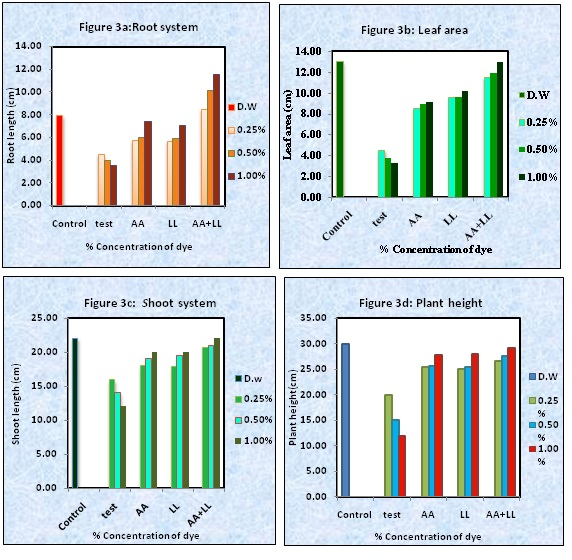 Figure 3a:Root system
14.00
12.00
10.00
8.00
6.00
4.00
2.00
0.00
Root length (cm)
Control test AA LL AA+LL
% Concentration of dye
D.W
0.25%
0.50%
1.00%
Figure 3b: Leaf area
14.00
12.00
10.00
8.00
6.00
4.00
2.00
0.00
Leaf area (cm)
Control test AA LL AA+LL
% Concentration of dye
D.W
0.25%
0.50%
1.00%
Figure 3c: Shoot system
25.00
20.00
15.00
10.00
5.00
0.00
Shoot length (cm)
Control test AA LL AA+LL
% Concentration of dye
D.w
0.25%
0.50%
1.00%
Figure 3d: Plant height
35.00
30.00
25.00
20.00
15.00
10.00
5.00
0.00
Plant height(cm)
Control test AA LL AA+LL
% Concentration of dye
D.W
0.25
%
0.50
%
1.00
%